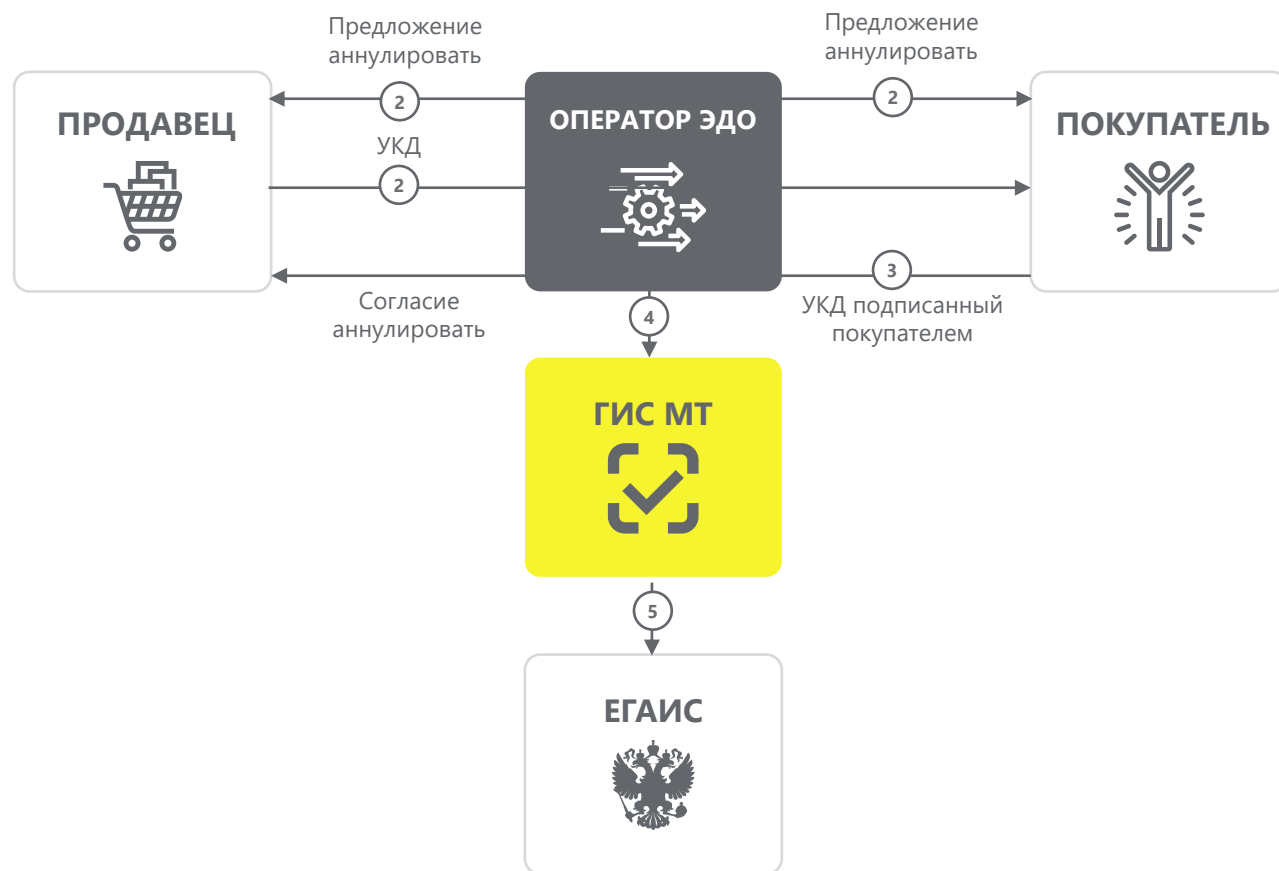 Предложение
аннулировать
Предложение
аннулировать
2
2
ПРОДАВЕЦ
ОПЕРАТОР ЭДО
ПОКУПАТЕЛЬ
УКД
2
3
Согласие
аннулировать
УКД подписанный
покупателем
4
ГИС МТ
5
ЕГАИС